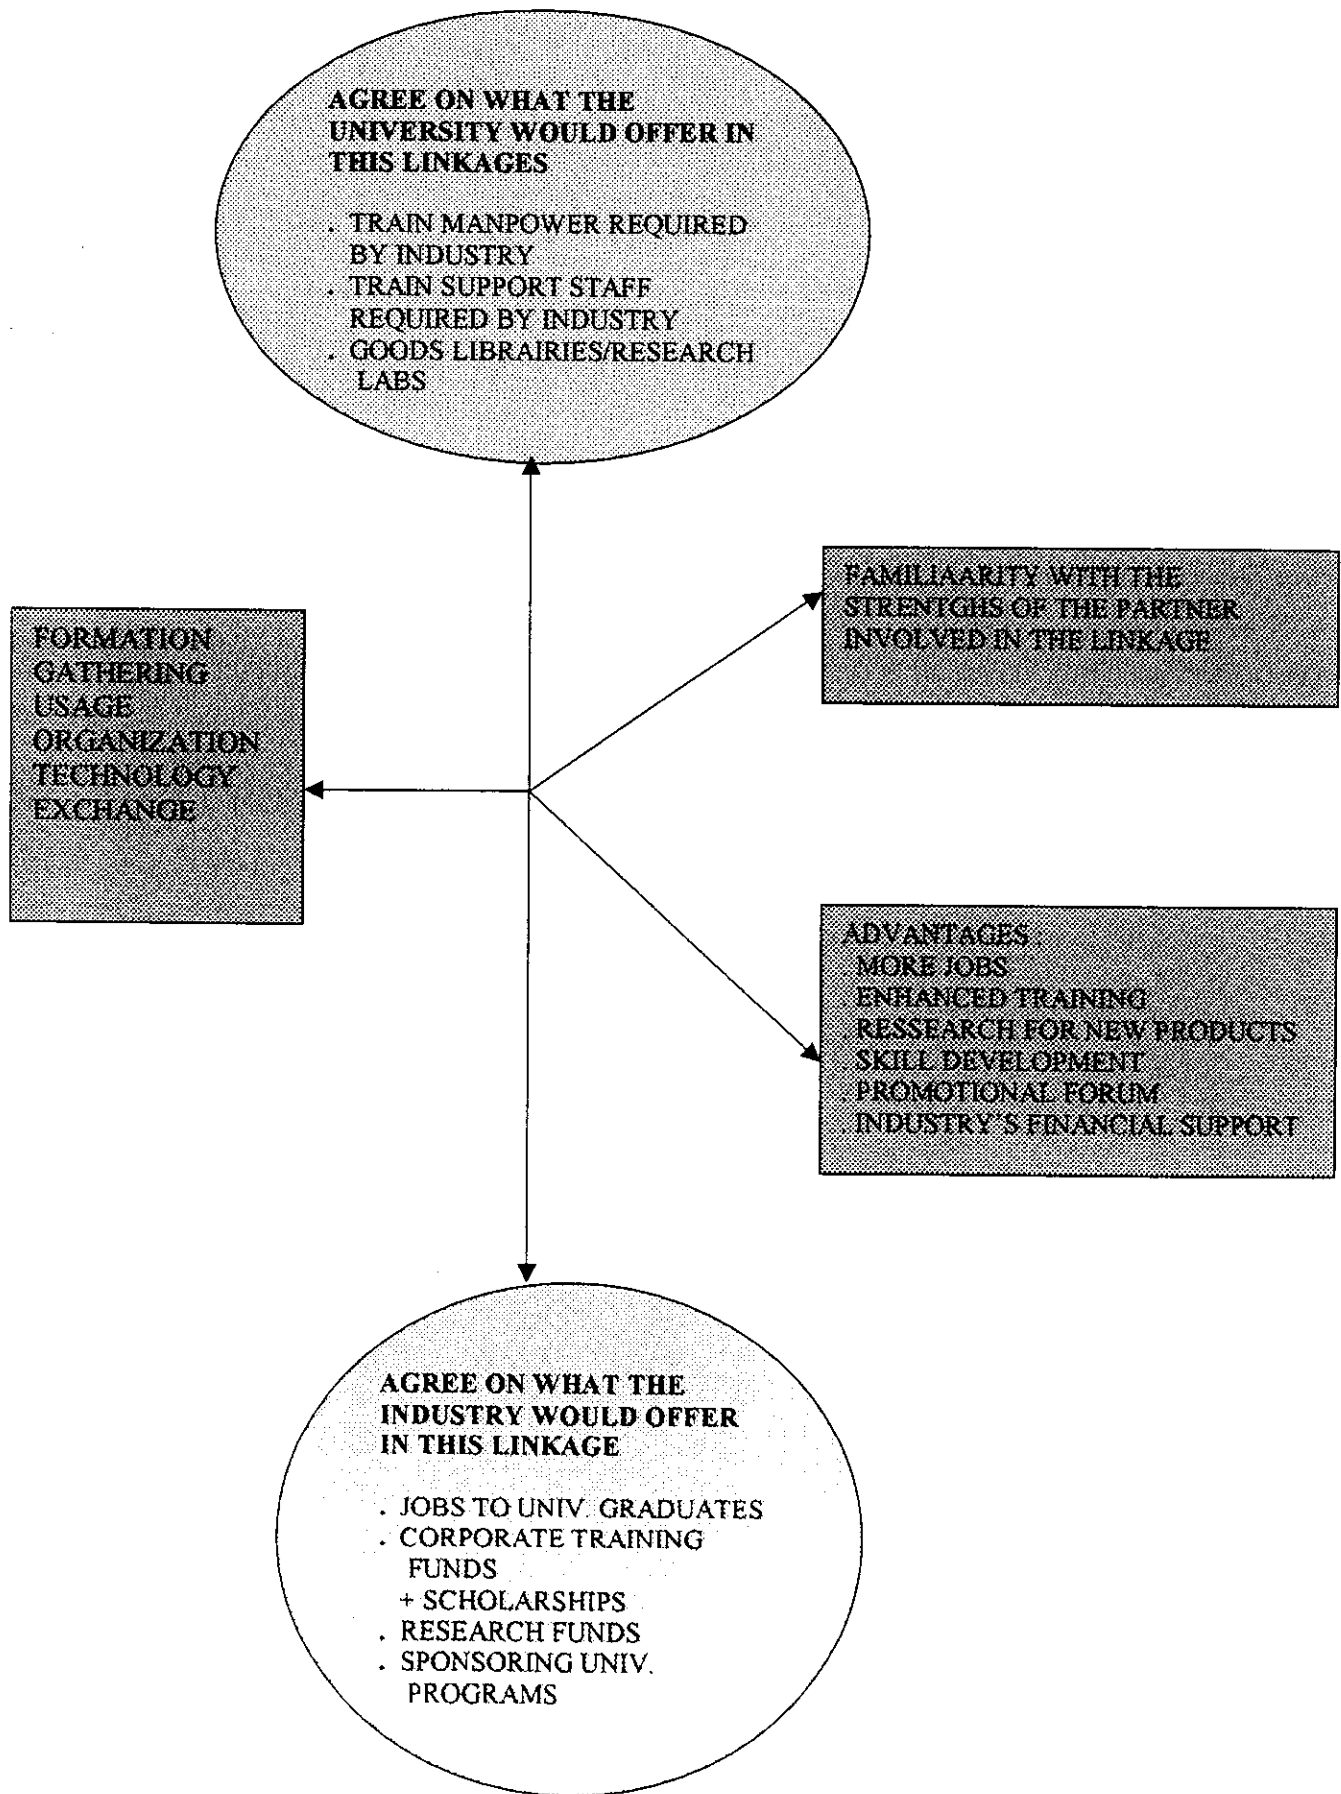 AGREE ON WHAT THE
UNIVERSITY WOULD OFFER IN
THIS LINKAGES
. TRAIN MANPOWER REQUIRED
BY INDUSTRY
. TRAIN SUPPORT STAFF
REQUIRED BY INDUSTRY
. GOODS LIBRAIRIES/RESEARCH
LABS
FAMILIAARITY WITH THE
STRENTGHS OF THE PARTNER
INVOLVED IN THE LINKAGE
FORMATION
GATHERING
USAGE
ORGANIZATION
TECHNOLOGY
EXCHANGE
ADVANTAGES :
. MORE JOBS
. ENHANCED TRAINING
. RESSEARCH FOR NEW PRODUCTS
. SKILL DEVELOPMENT
. PROMOTIONAL FORUM
. INDUSTRY'S FINANCIAL SUPPORT
AGREE ON WHAT THE
INDUSTRY WOULD OFFER
IN THIS LINKAGE
. JOBS TO UNIV. GRADUATES
. CORPORATE TRAINING
FUNDS
+ SCHOLARSHIPS
. RESEARCH FUNDS
. SPONSORING UNIV.
PROGRAMS